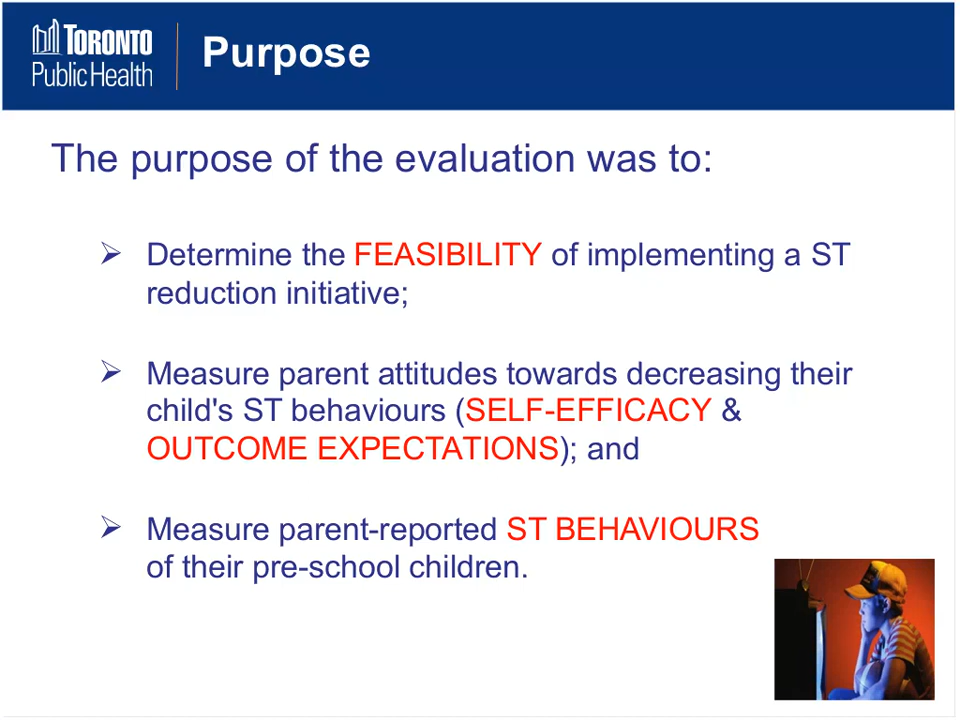 TORONTO
Public Health
Purpose
The purpose of the evaluation was to:
Determine the FEASIBILITY of implementing a ST
reduction initiative;
Measure parent attitudes towards decreasing their
child's ST behaviours (SELF-EFFICACY &
OUTCOME EXPECTATIONS); and
Measure parent-reported ST BEHAVIOURS
of their pre-school children.